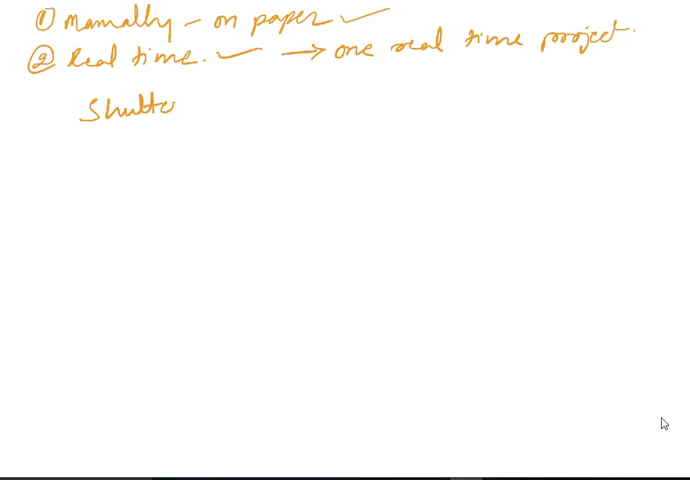 ① Manually - on paper ✓
② Real time. ✓ → one real time project.
Shutte